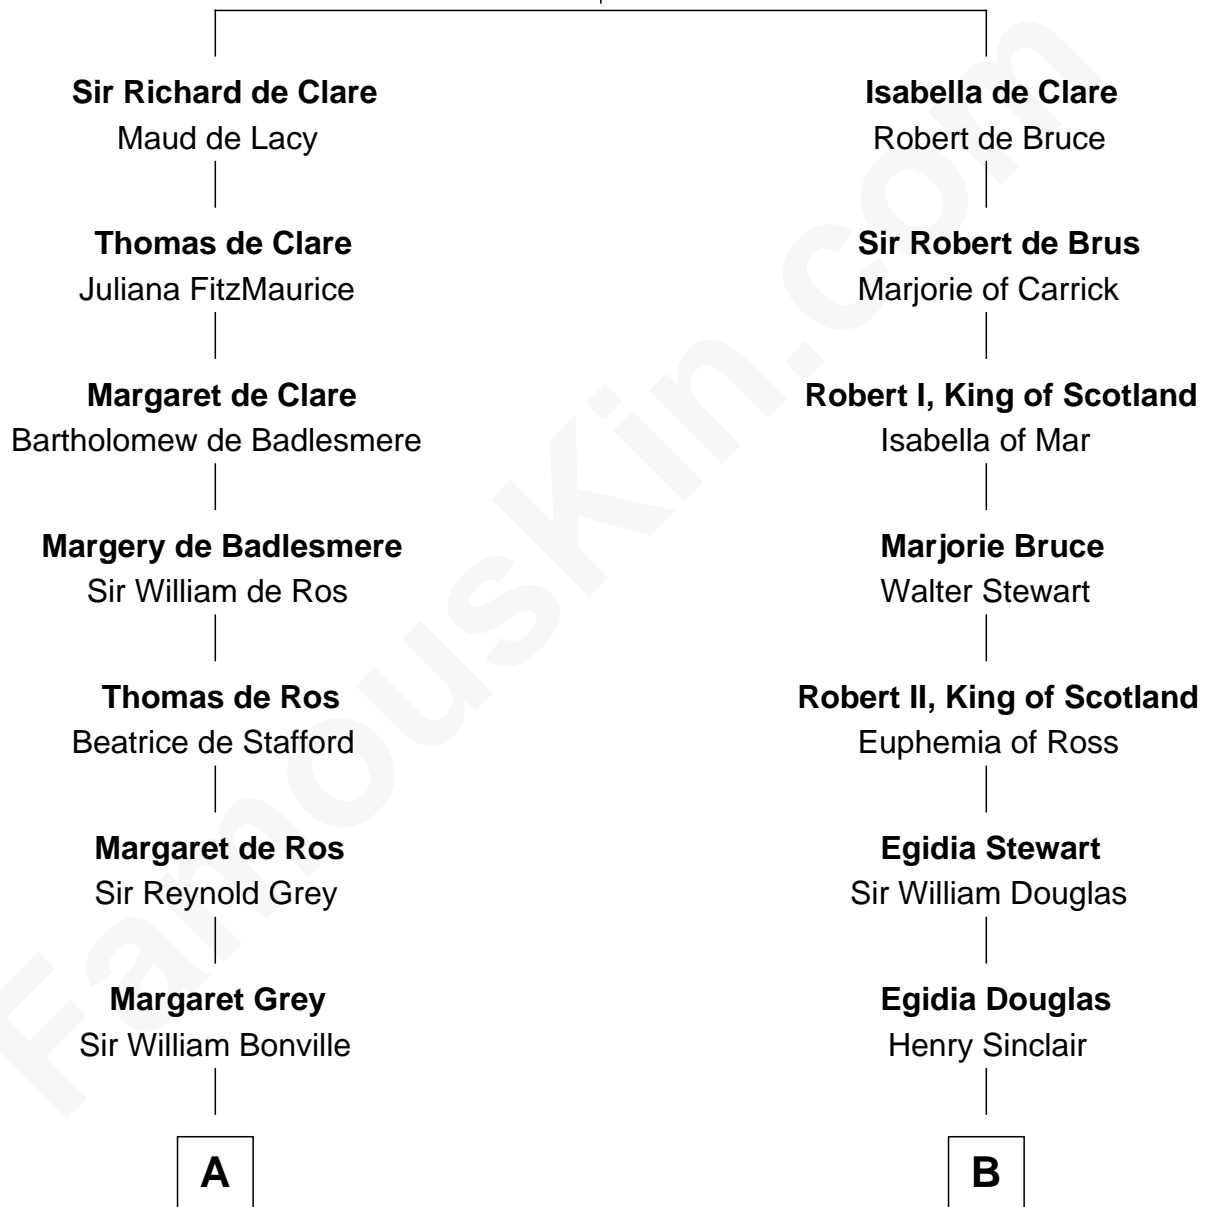 Sir Richard de Clare
Maud de Lacy
Thomas de Clare
Juliana FitzMaurice
Margaret de Clare
Bartholomew de Badlesmere
Margery de Badlesmere
Sir William de Ros
Thomas de Ros
Beatrice de Stafford
Margaret de Ros
Sir Reynold Grey
Margaret Grey
Sir William Bonville
A
Isabella de Clare
Robert de Bruce
Sir Robert de Brus
Marjorie of Carrick
Robert I, King of Scotland
Isabella of Mar
Marjorie Bruce
Walter Stewart
Robert II, King of Scotland
Euphemia of Ross
Egidia Stewart
Sir William Douglas
Egidia Douglas
Henry Sinclair
B
FamousKin.com